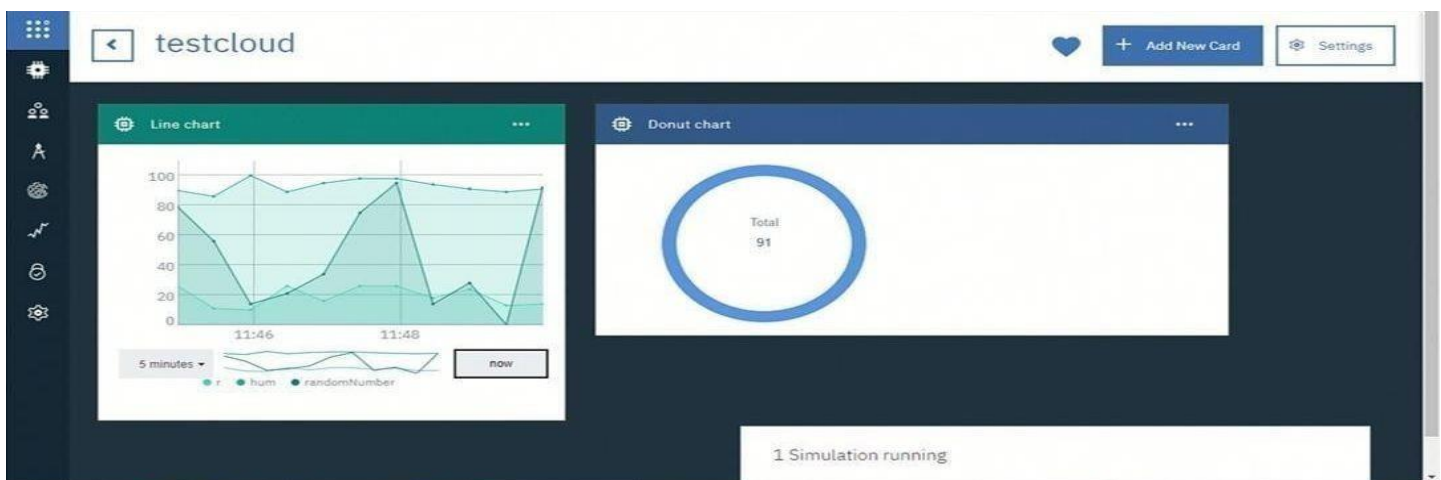 testcloud
+ Add New Card
Settings
Line chart
...
Donut chart
...
100
80
60
40
20
0
11:46
11:48
5 minutes
now
r
hum
randomNumber
Total
91
1 Simulation running